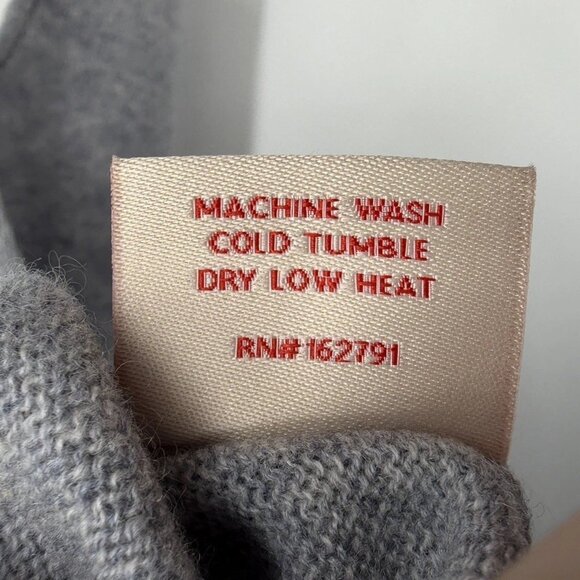 MACHINE WASH
COLD TUMBLE
DRY LOW HEAT
RN#162791